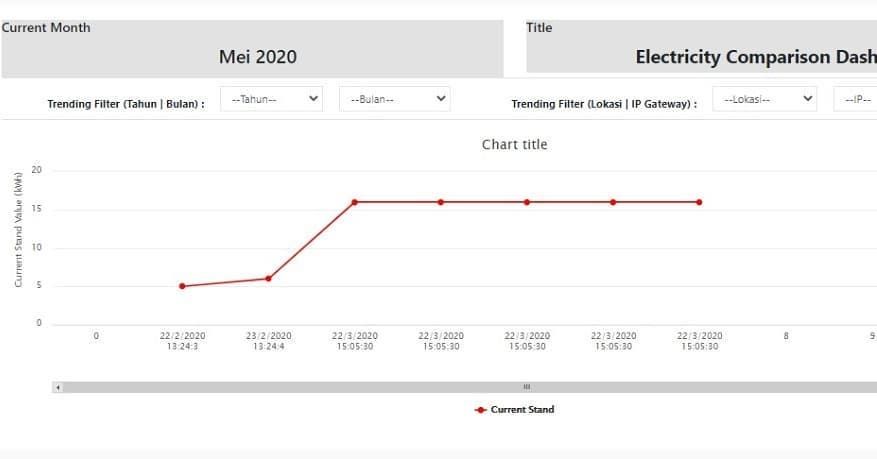 Current Month
Title
Mei 2020
Electricity Comparison Dash
Trending Filter (Tahun | Bulan) :
--Tahun--
--Bulan--
Trending Filter (Lokasi | IP Gateway) :
--Lokasi--
--IP--
Chart title
Current Stand Value (kWh)
20
15
10
5
0
0
22/2/2020
13:24:3
23/2/2020
13:24:4
22/3/2020
15:05:30
22/3/2020
15:05:30
22/3/2020
15:05:30
22/3/2020
15:05:30
22/3/2020
15:05:30
8
9
Current Stand